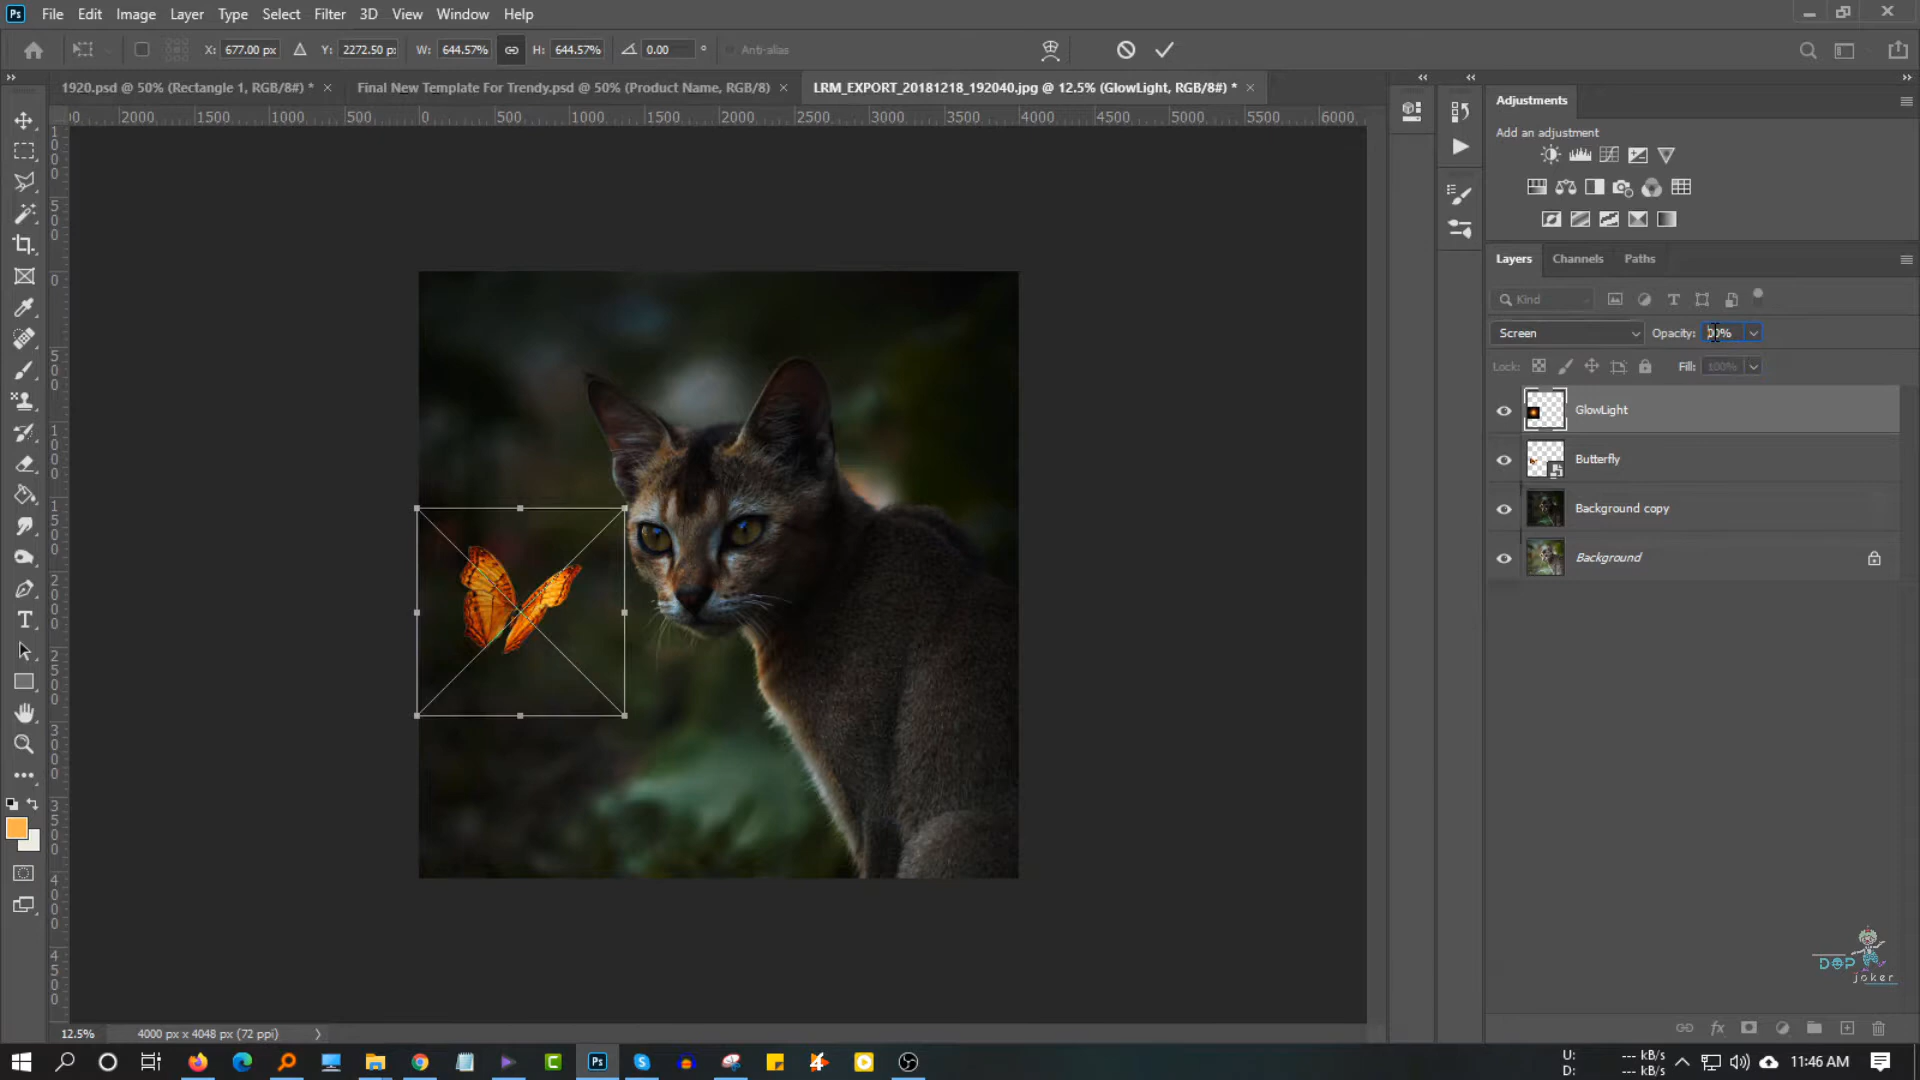 Ps File Edit Image Layer Type Select Filter 3D View Window Help
X: 677.00 px Y: 2272.50 px W: 644.57% H: 644.57% 0.00 ° Anti-alias
1920.psd @ 50% (Rectangle 1, RGB/8#) * Final New Template For Trendy.psd @ 50% (Product Name, RGB/8) LRM_EXPORT_20181218_192040.jpg @ 12.5% (GlowLight, RGB/8#) *
2000 1500 1000 500 0 500 1000 1500 2000 2500 3000 3500 4000 4500 5000 5500 6000
Adjustments
Add an adjustment
Layers Channels Paths
Kind
Screen Opacity:
Lock: Fill: 100%
GlowLight
Butterfly
Background copy
Background
DOP
joker
12.5% 4000 px x 4048 px (72 ppi)
U: --- kB/s
D: --- kB/s
11:46 AM